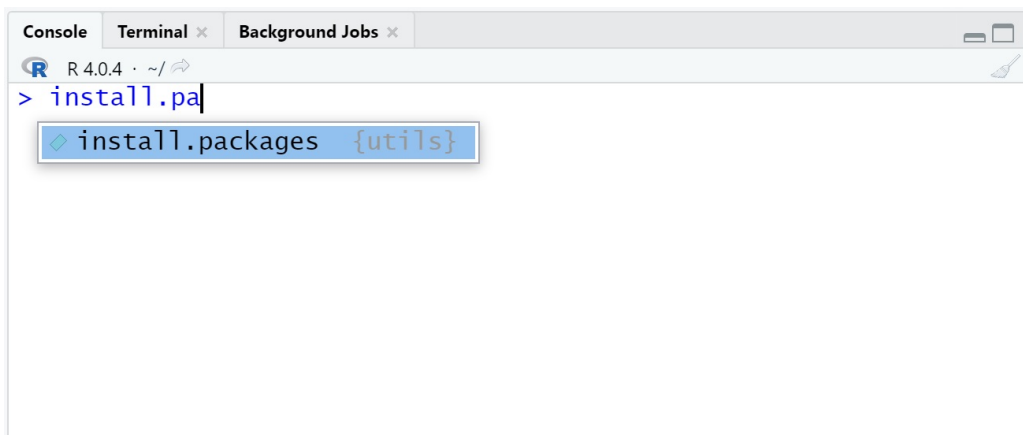 Console Terminal × Background Jobs ×
R R 4.0.4 · ~/
> install.pa
install.packages {utils}